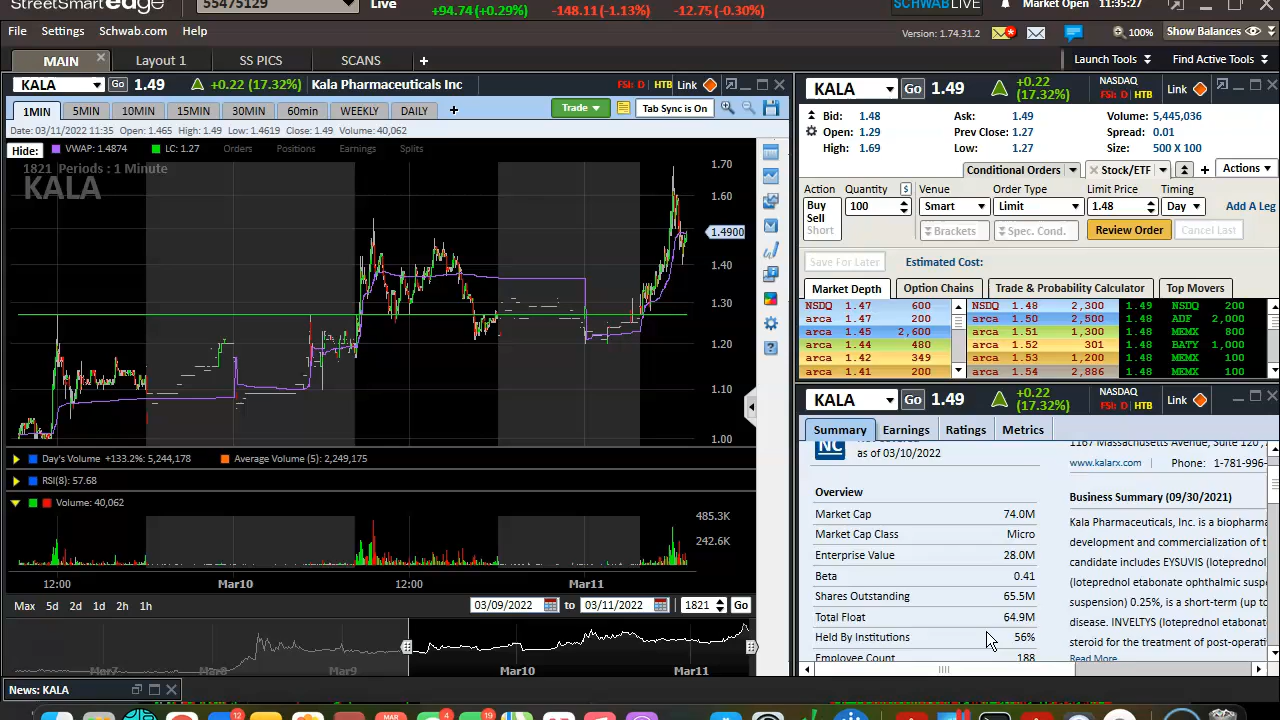 StreetSmart edge
55475129
Live
+94.74 (+0.29%)
-148.11 (-1.13%)
-12.75 (-0.30%)
SCHWABLIVE
Market Open
11:35:27
File Settings Schwab.com Help
Version: 1.74.31.2
100%
Show Balances
MAIN
Layout 1
SS PICS
SCANS
+
Launch Tools
Find Active Tools
KALA
Go
1.49
+0.22 (17.32%)
Kala Pharmaceuticals Inc
FSI: D HTB
Link
1MIN
5MIN
10MIN
15MIN
30MIN
60min
WEEKLY
DAILY
+
Trade
Tab Sync is On
Date: 03/11/2022 11:35 Open: 1.465 High: 1.49 Low: 1.4619 Close: 1.49 Volume: 40,062
Hide:
VWAP: 1.4874
LC: 1.27
Orders
Positions
Earnings
Splits
1821 Periods : 1 Minute
KALA
1.70
1.60
1.4900
1.40
1.30
1.20
1.10
1.00
Day's Volume +133.2% : 5,244,178
Average Volume (5) : 2,249,175
RSI(8): 57.68
Volume: 40,062
485.3K
242.6K
12:00
Mar10
12:00
Mar11
Max 5d 2d 1d 2h 1h
03/09/2022
to
03/11/2022
1821
Go
Mar7
Mar8
Mar9
Mar10
Mar11
News: KALA
KALA
Go
1.49
+0.22
(17.32%)
NASDAQ
FSI: D HTB
Link
Bid: 1.48 Ask: 1.49 Volume: 5,445,036
Open: 1.29 Prev Close: 1.27 Spread: 0.01
High: 1.69 Low: 1.27 Size: 500 X 100
Conditional Orders
Stock/ETF
+
Actions
Action Quantity $ Venue Order Type Limit Price Timing
Buy
Sell
Short
100
Smart
Limit
1.48
Day
Add A Leg
Brackets
Spec. Cond.
Review Order
Cancel Last
Save For Later
Estimated Cost:
Market Depth
Option Chains
Trade & Probability Calculator
Top Movers
NSDQ 1.47 600 NSDQ 1.48 2,300 1.49 NSDQ 200
arca 1.47 200 arca 1.50 2,500 1.48 ADF 2,000
arca 1.45 2,600 arca 1.51 1,300 1.48 MEMX 800
arca 1.44 480 arca 1.52 301 1.48 BATY 1,000
arca 1.42 349 arca 1.53 1,200 1.48 MEMX 100
arca 1.41 200 arca 1.54 2,886 1.48 MEMX 100
KALA
Go
1.49
+0.22
(17.32%)
NASDAQ
FSI: D HTB
Link
Summary
Earnings
Ratings
Metrics
NC
as of 03/10/2022
Overview
Market Cap 74.0M
Market Cap Class Micro
Enterprise Value 28.0M
Beta 0.41
Shares Outstanding 65.5M
Total Float 64.9M
Held By Institutions 56%
Employee Count 188
1167 Massachusetts Avenue, Suite 120
www.kalarx.com | Phone: 1-781-996-
Business Summary (09/30/2021)
Kala Pharmaceuticals, Inc. is a biopharma
development and commercialization of t
candidate includes EYSUVIS (loteprednol
(loteprednol etabonate ophthalmic susp
suspension) 0.25%, is a short-term (up to
disease. INVELTYS (loteprednol etabonat
steroid for the treatment of post-operati
Read More